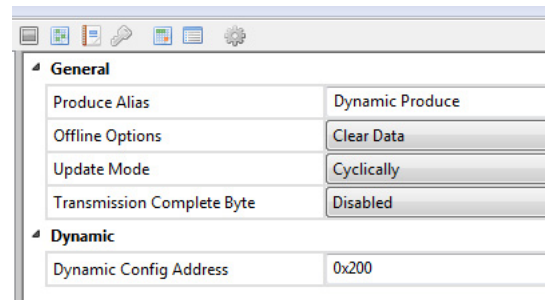 General
Produce Alias Dynamic Produce
Offline Options Clear Data
Update Mode Cyclically
Transmission Complete Byte Disabled
Dynamic
Dynamic Config Address 0x200